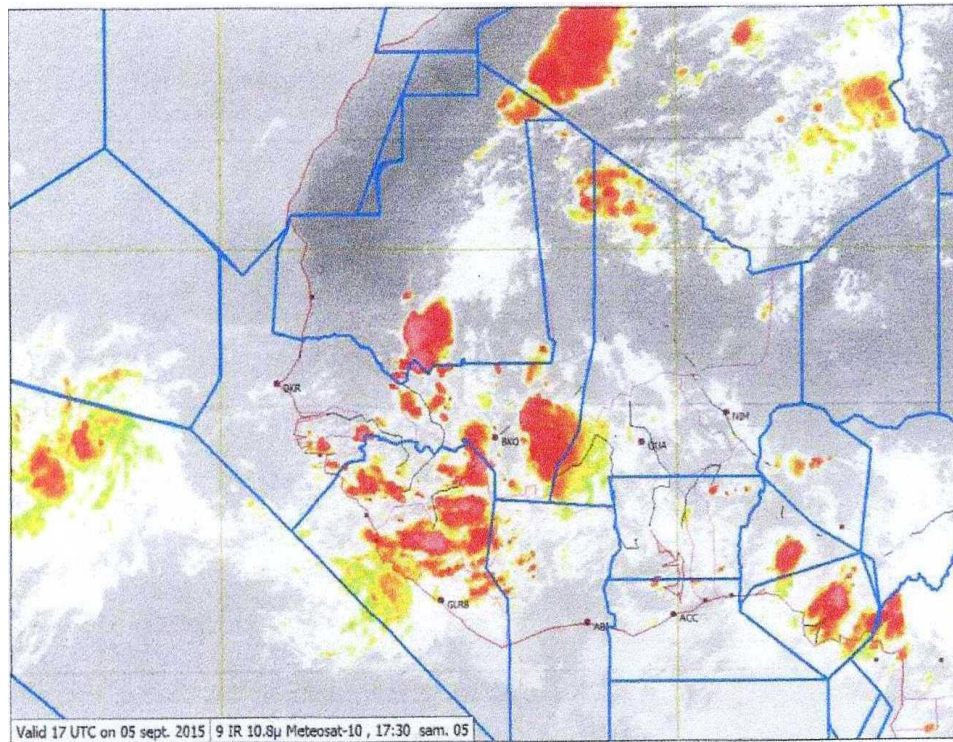 DKR
BKO
NIM
OUA
GLRB
ABJ
ACC
Valid 17 UTC on 05 sept. 2015 9 IR 10.8µ Meteosat-10 , 17:30 sam. 05